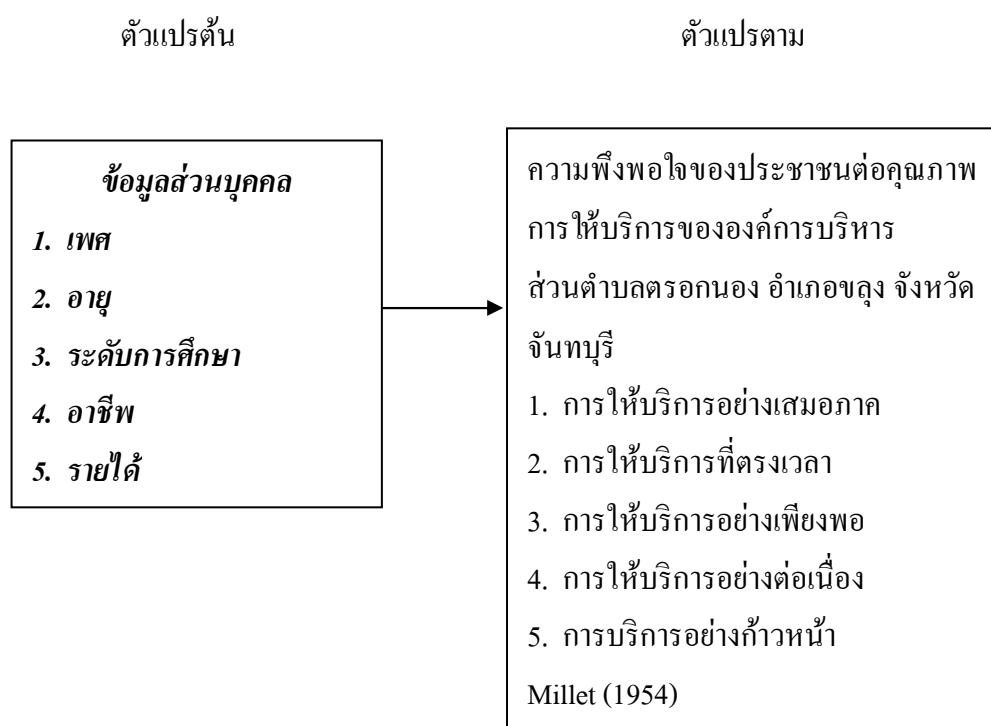 ตัวแปรต้น
ตัวแปรตาม
ข้อมูลส่วนบุคคล
1. เพศ
2. อายุ
3. ระดับการศึกษา
4. อาชีพ
5. รายได้
ความพึงพอใจของประชาชนต่อคุณภาพ
การให้บริการขององค์การบริหาร
ส่วนตำบลตรอกนอง อำเภอขลุง จังหวัด
จันทบุรี
1. การให้บริการอย่างเสมอภาค
2. การให้บริการที่ตรงเวลา
3. การให้บริการอย่างเพียงพอ
4. การให้บริการอย่างต่อเนื่อง
5. การบริการอย่างก้าวหน้า
Millet (1954)